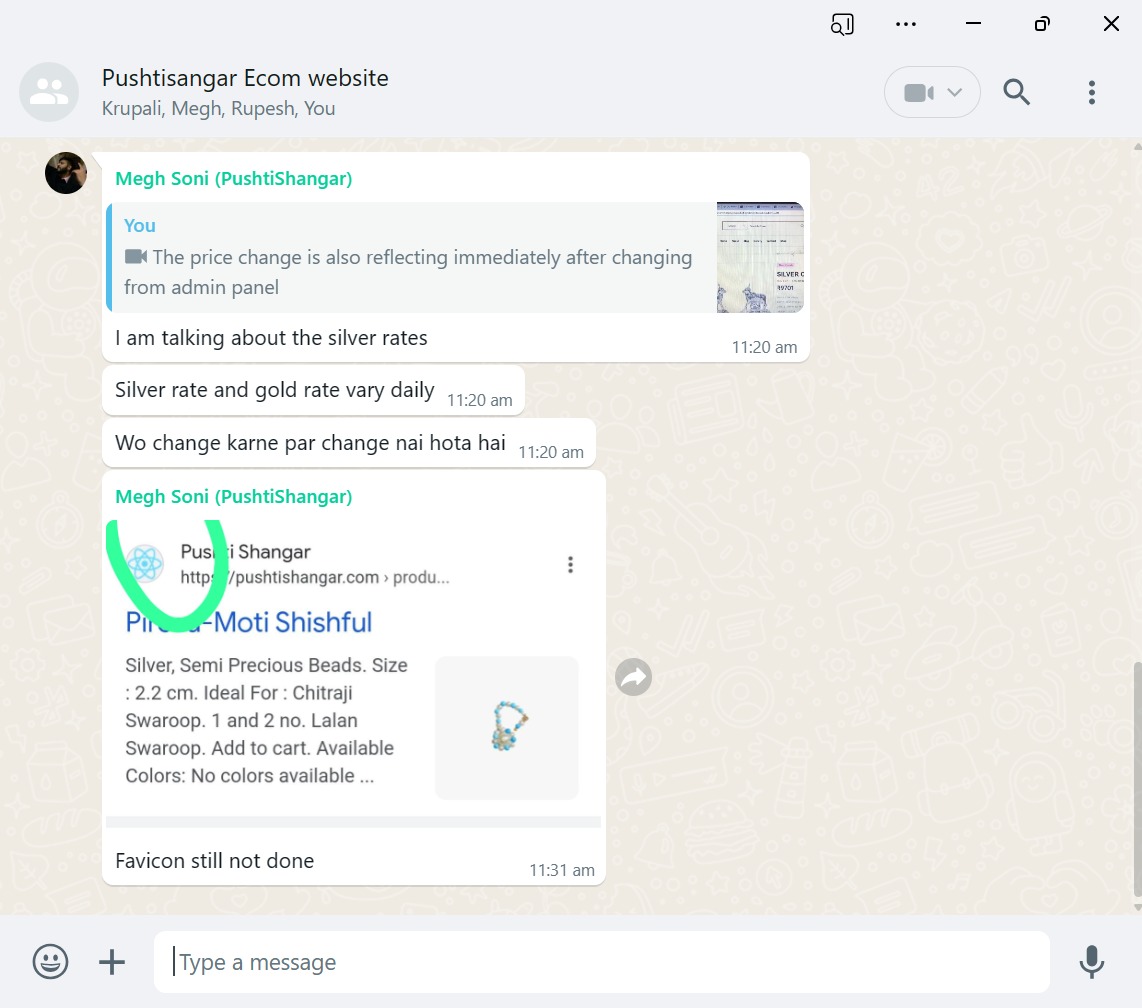 Pushtisangar Ecom website
Krupali, Megh, Rupesh, You
Megh Soni (PushtiShangar)
You
The price change is also reflecting immediately after changing
from admin panel
SILVER C
₹9701
I am talking about the silver rates
11:20 am
Silver rate and gold rate vary daily
11:20 am
Wo change karne par change nai hota hai
11:20 am
Megh Soni (PushtiShangar)
Pushti Shangar
https://pushtishangar.com › produ...
-Moti Shishful
Silver, Semi Precious Beads. Size
: 2.2 cm. Ideal For : Chitraji
Swaroop. 1 and 2 no. Lalan
Swaroop. Add to cart. Available
Colors: No colors available ...
Favicon still not done
11:31 am
Type a message